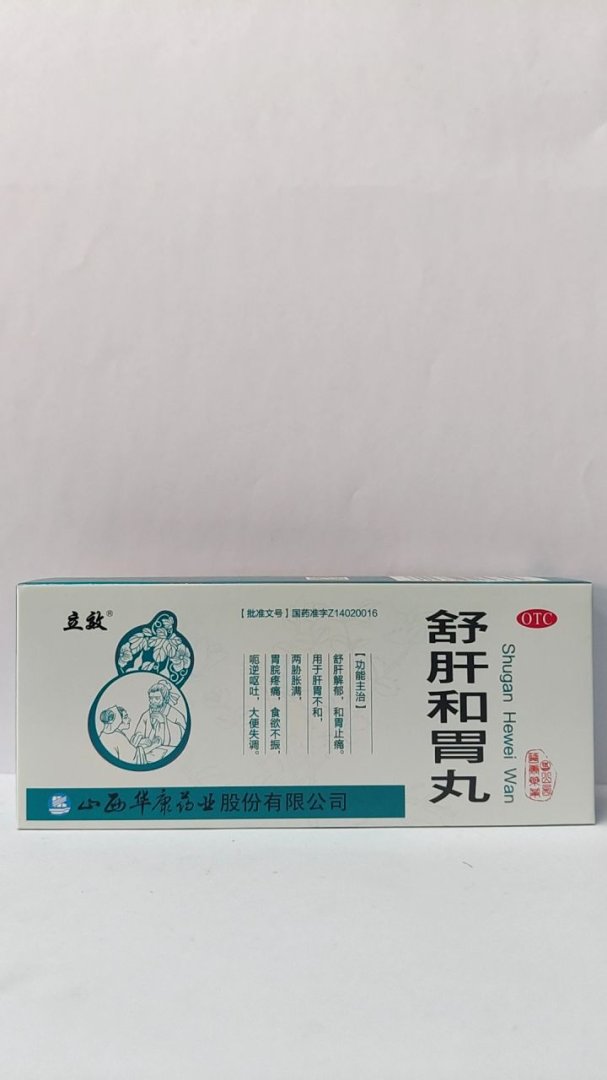 立效®
【批准文号】国药准字Z14020016
【功能主治】
舒肝解郁，和胃止痛。
用于肝胃不和，
两胁胀满，
胃脘疼痛，食欲不振，
呃逆呕吐，大便失调。
舒肝和胃丸
Shugan Hewei Wan
OTC
山西华康药业股份有限公司